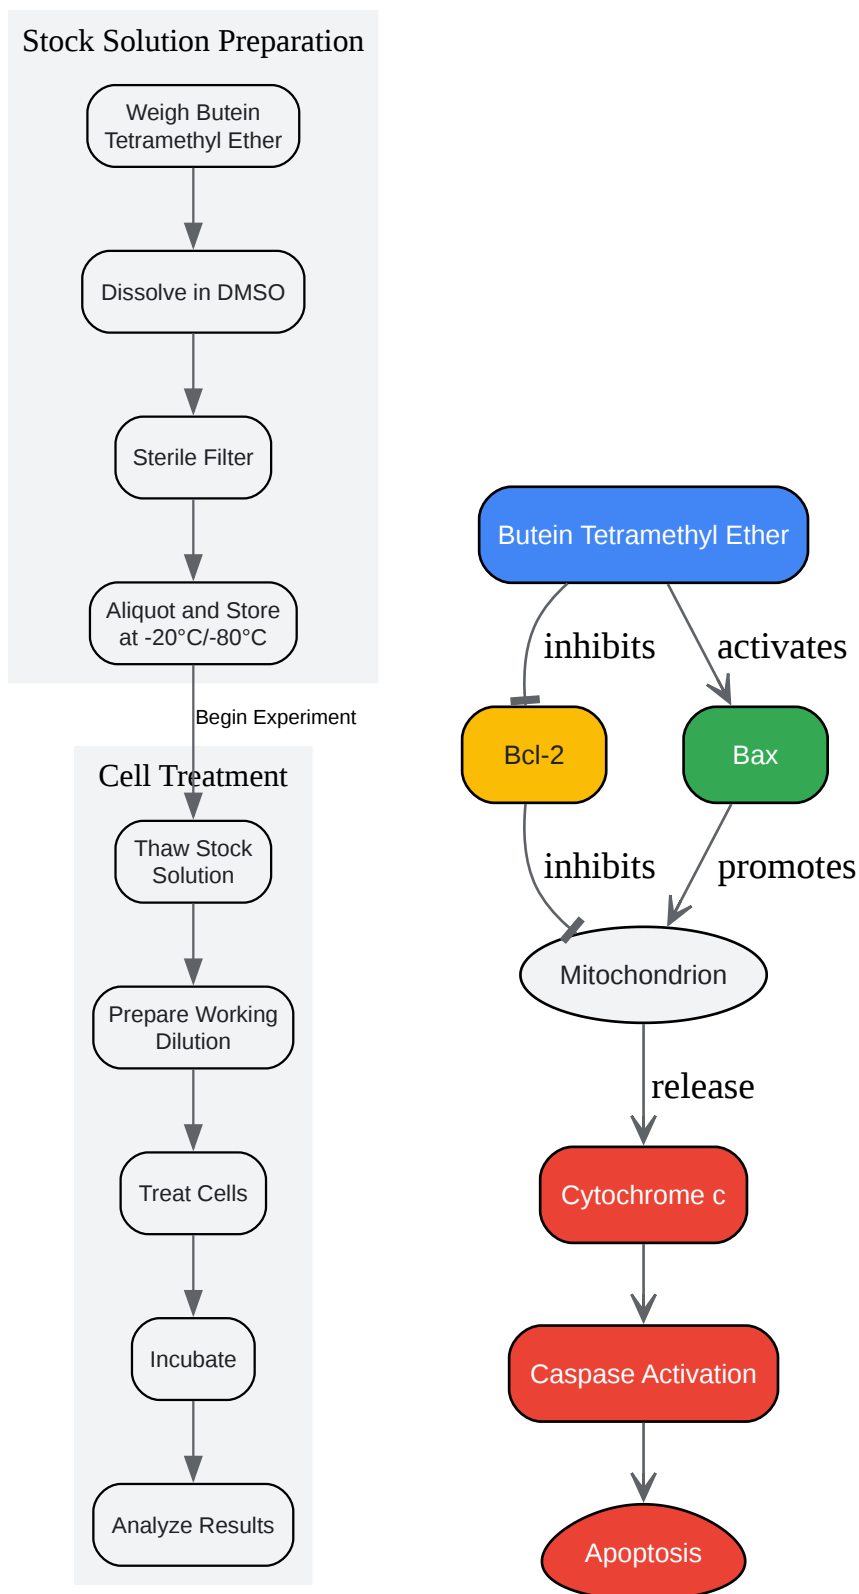 Stock Solution Preparation
Weigh Butein
Tetramethyl Ether
Dissolve in DMSO
Sterile Filter
Aliquot and Store
at -20°C/-80°C
Begin Experiment
Cell Treatment
Thaw Stock
Solution
Prepare Working
Dilution
Treat Cells
Incubate
Analyze Results
Butein Tetramethyl Ether
inhibits
activates
Bcl-2
Bax
inhibits
promotes
Mitochondrion
release
Cytochrome c
Caspase Activation
Apoptosis